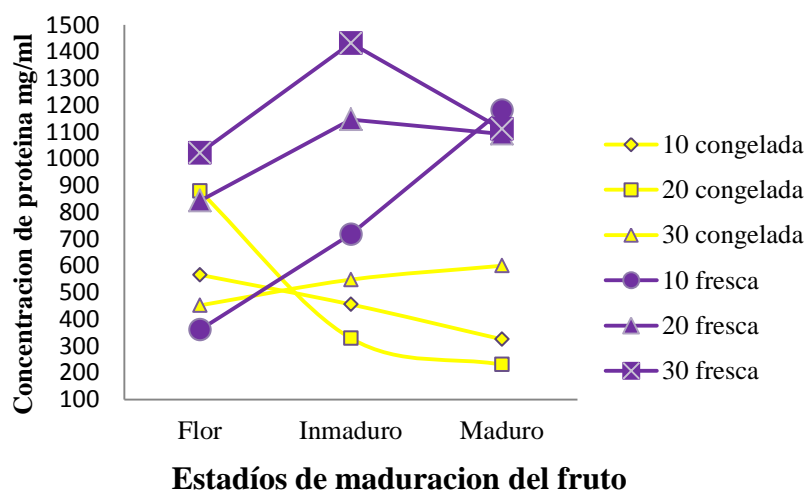 Concentracion de proteina mg/ml
1500
1400
1300
1200
1100
1000
900
800
700
600
500
400
300
200
100
Flor Inmaduro Maduro
Estadíos de maduracion del fruto
10 congelada
20 congelada
30 congelada
10 fresca
20 fresca
30 fresca